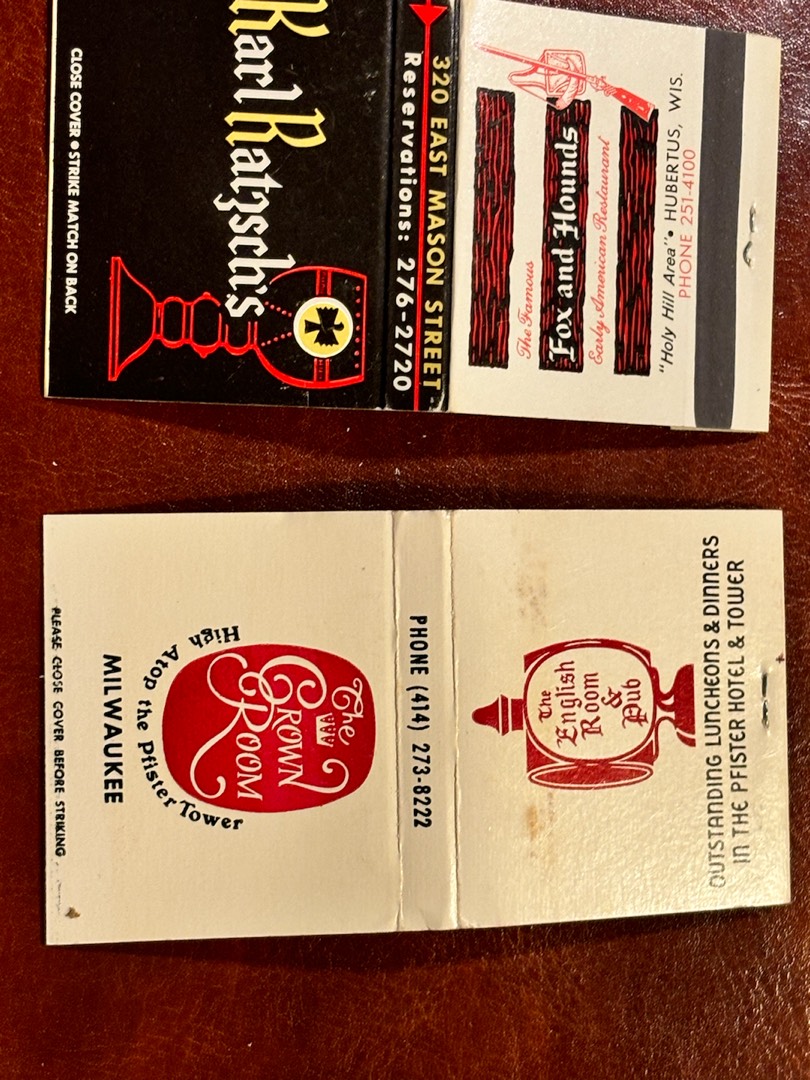 Karl Ratzsch's
CLOSE COVER • STRIKE MATCH ON BACK
320 EAST MASON STREET
Reservations: 276-2720
The Famous
Fox and Hounds
Early American Restaurant
"Holy Hill Area" • HUBERTUS, WIS.
PHONE 251-4100
The
CROWN
ROOM
High Atop the Pfister Tower
MILWAUKEE
PLEASE CLOSE COVER BEFORE STRIKING
PHONE (414) 273-8222
The
English
Room
&
Pub
OUTSTANDING LUNCHEONS & DINNERS
IN THE PFISTER HOTEL & TOWER